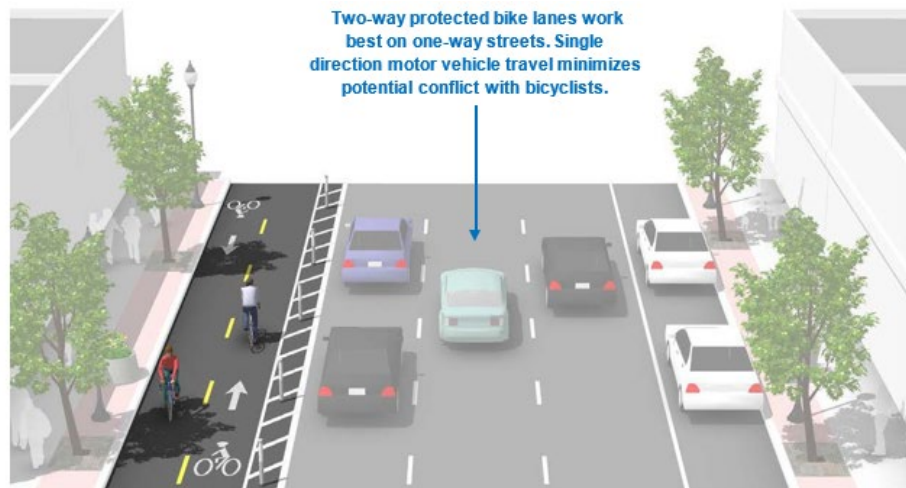 Two-way protected bike lanes work
best on one-way streets. Single
direction motor vehicle travel minimizes
potential conflict with bicyclists.